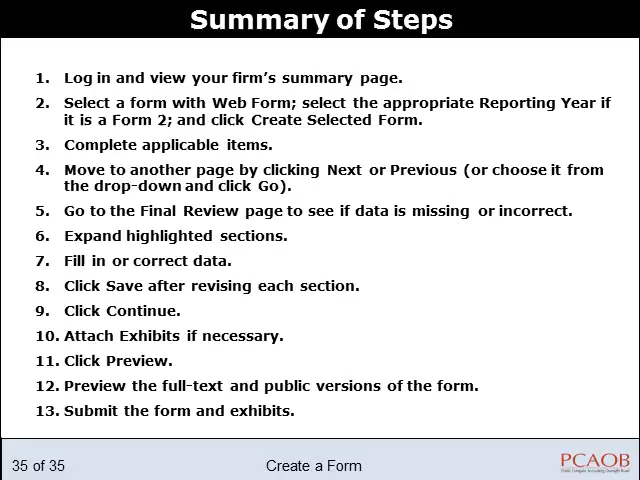 Summary of Steps
1. Log in and view your firm's summary page.
2. Select a form with Web Form; select the appropriate Reporting Year if
it is a Form 2; and click Create Selected Form.
3. Complete applicable items.
4. Move to another page by clicking Next or Previous (or choose it from
the drop-down and click Go).
5. Go to the Final Review page to see if data is missing or incorrect.
6. Expand highlighted sections.
7. Fill in or correct data.
8. Click Save after revising each section.
9. Click Continue.
10. Attach Exhibits if necessary.
11. Click Preview.
12. Preview the full-text and public versions of the form.
13. Submit the form and exhibits.
35 of 35
Create a Form
PCAOB
Public Company Accounting Oversight Board